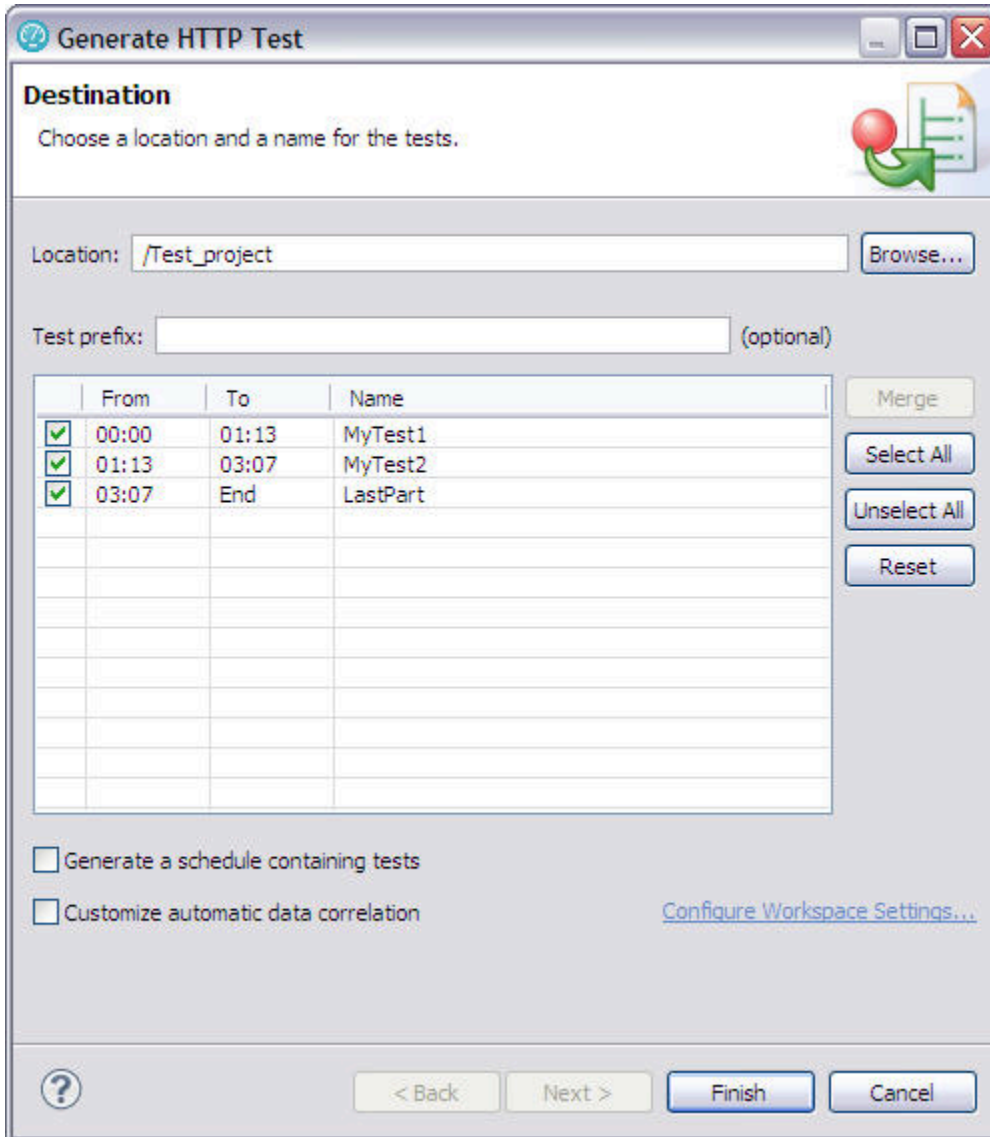 Generate HTTP Test
Destination
Choose a location and a name for the tests.
Location: /Test_project Browse...
Test prefix: (optional)
From To Name Merge
00:00 01:13 MyTest1
01:13 03:07 MyTest2 Select All
03:07 End LastPart
Unselect All
Reset
Generate a schedule containing tests
Customize automatic data correlation Configure Workspace Settings...
? < Back Next > Finish Cancel